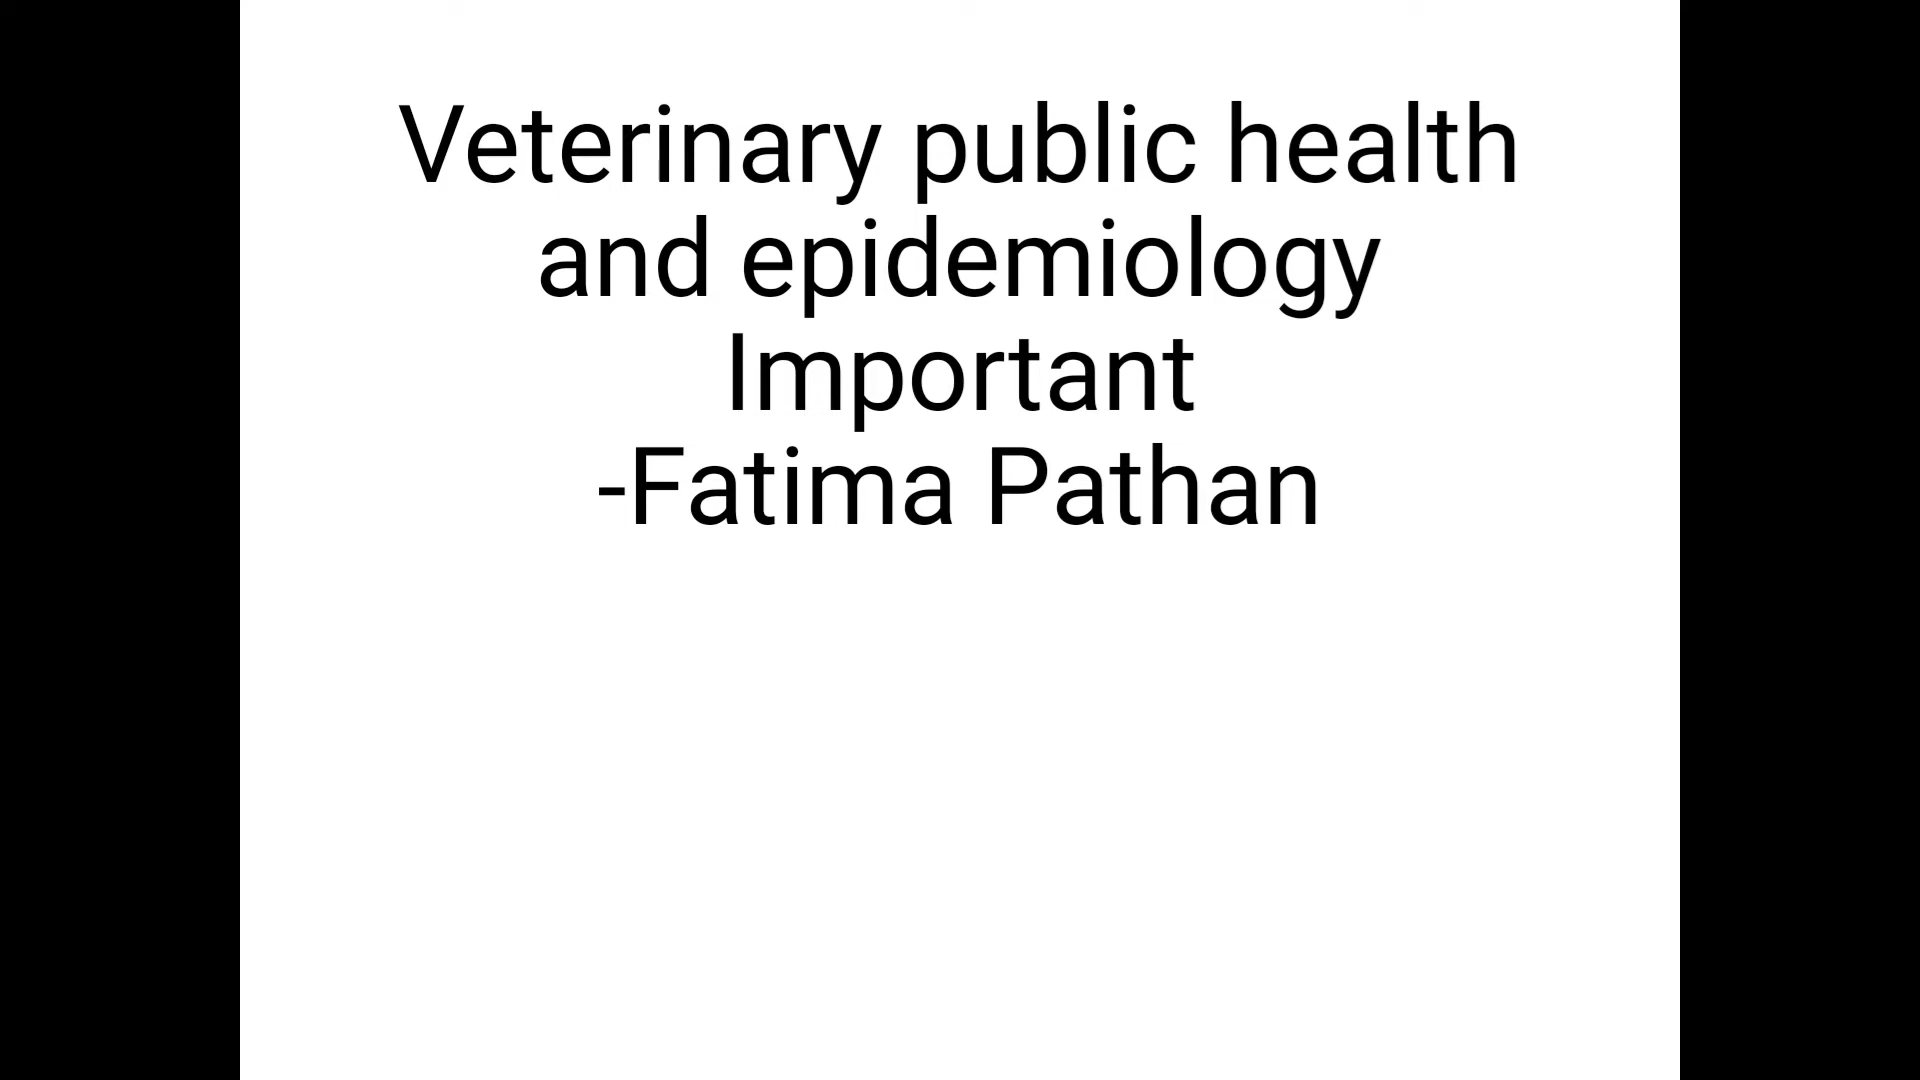 Veterinary public health
and epidemiology
Important
-Fatima Pathan